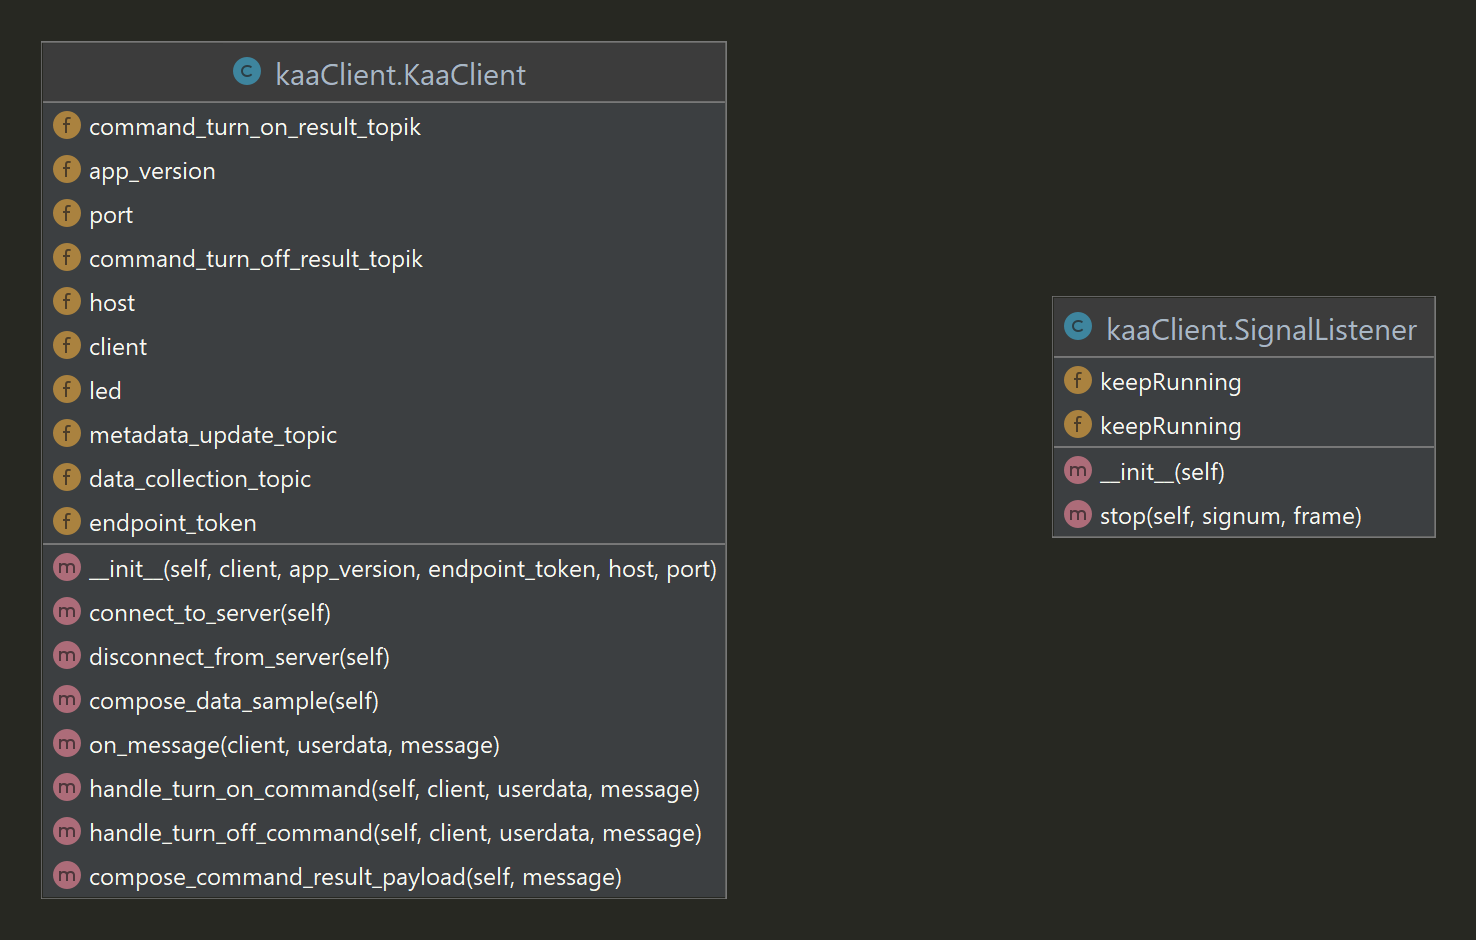 kaaClient.KaaClient
command_turn_on_result_topik
app_version
port
command_turn_off_result_topik
host
client
led
metadata_update_topic
data_collection_topic
endpoint_token
__init__(self, client, app_version, endpoint_token, host, port)
connect_to_server(self)
disconnect_from_server(self)
compose_data_sample(self)
on_message(client, userdata, message)
handle_turn_on_command(self, client, userdata, message)
handle_turn_off_command(self, client, userdata, message)
compose_command_result_payload(self, message)
kaaClient.SignalListener
keepRunning
keepRunning
__init__(self)
stop(self, signum, frame)